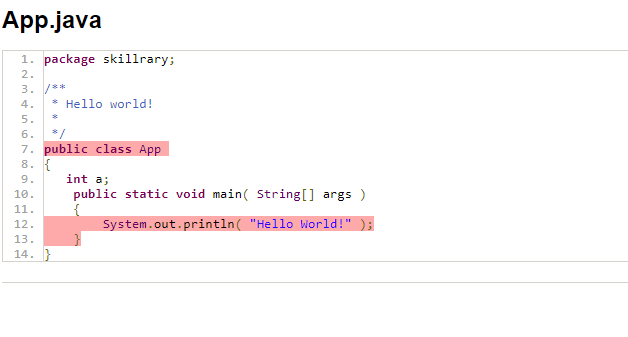 App.java
1. package skillrary;
2.
3. /**
4.  * Hello world!
5.  *
6.  */
7. public class App
8. {
9.    int a;
10.     public static void main( String[] args )
11.     {
12.         System.out.println( "Hello World!" );
13.     }
14. }